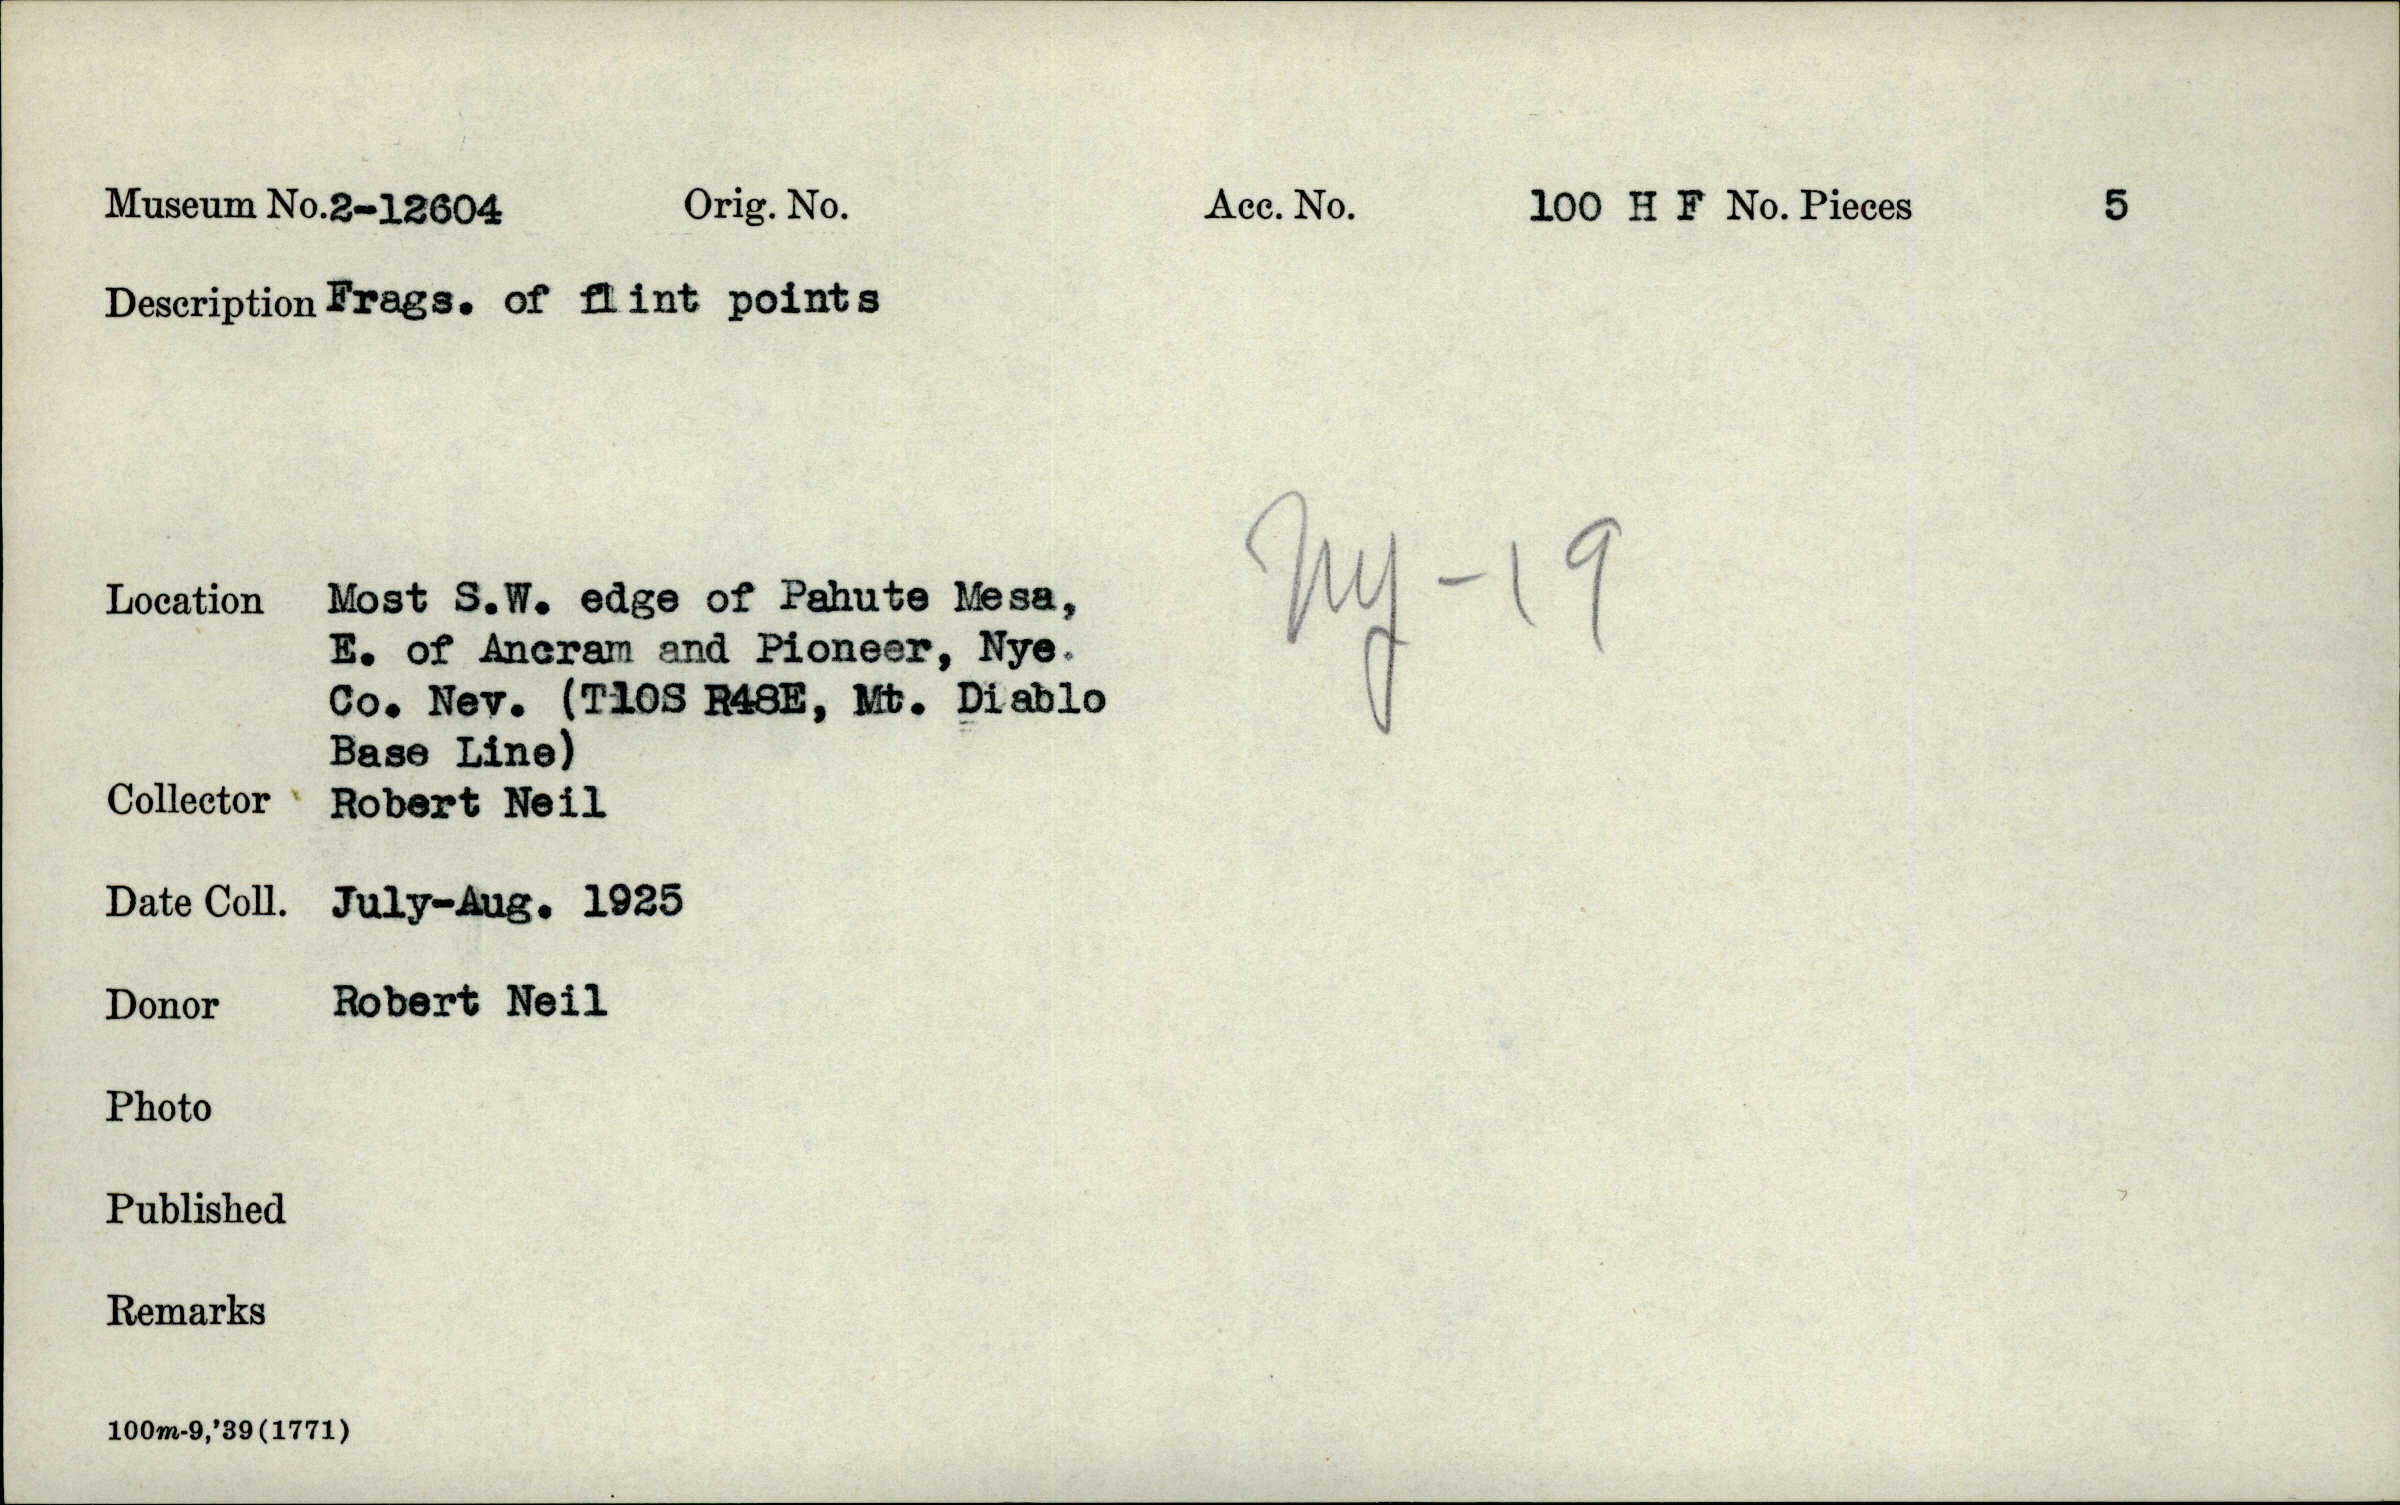 Museum No. 2-12604 Orig. No. Acc. No. 100 H F No. Pieces 5
Description Frags. of flint points
Ny-19
Location Most S.W. edge of Pahute Mesa,
E. of Ancram and Pioneer, Nye.
Co. Nev. (T10S R48E, Mt. Diablo
Base Line)
Collector Robert Neil
Date Coll. July-Aug. 1925
Donor Robert Neil
Photo
Published
Remarks
100m-9,'39(1771)